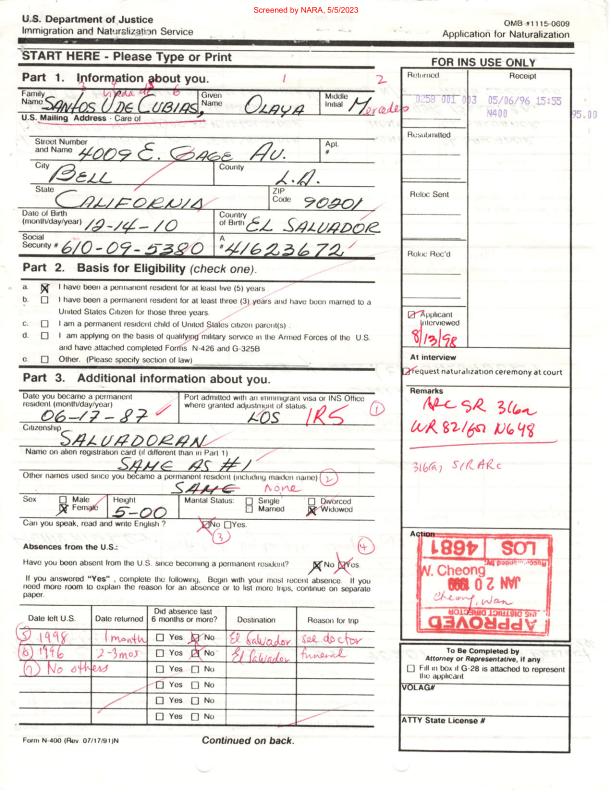 Screened by NARA, 5/5/2023
U.S. Department of Justice
Immigration and Naturalization Service
OMB #1115-0009
Application for Naturalization
START HERE - Please Type or Print
FOR INS USE ONLY
Part 1. Information about you.
Family Name SANTOS U DE CUBIAS, Given Name OLAYA Middle Initial Mercedes
U.S. Mailing Address - Care of
Street Number and Name 4009 E. GAGE AV. Apt. #
City BELL County L.A.
State CALIFORNIA ZIP Code 90201
Date of Birth (month/day/year) 12-14-10 Country of Birth EL SALVADOR
Social Security # 610-09-5380 A # 41623672
Part 2. Basis for Eligibility (check one).
a. I have been a permanent resident for at least five (5) years
b. I have been a permanent resident for at least three (3) years and have been married to a
United States Citizen for those three years.
c. I am a permanent resident child of United States citizen parent(s)
d. I am applying on the basis of qualifying military service in the Armed Forces of the U.S.
and have attached completed Forms N-426 and G-325B
e. Other. (Please specify section of law)
Part 3. Additional information about you.
Date you became a permanent resident (month/day/year) 06-17-87
Port admitted with an immigrant visa or INS Office where granted adjustment of status. LOS 1R5 1
Citizenship
SALVADORAN
Name on alien registration card (if different than in Part 1)
SAME AS #1
Other names used since you became a permanent resident (including maiden name) 2
SAME None
Sex Male Female Height 5-00 Marital Status: Single Married Divorced Widowed
Can you speak, read and write English ? No Yes.
3
Absences from the U.S.: 4
Have you been absent from the U.S. since becoming a permanent resident? No Yes.
If you answered "Yes" , complete the following, Begin with your most recent absence. If you
need more room to explain the reason for an absence or to list more trips, continue on separate
paper.
Date left U.S. Date returned Did absence last 6 months or more? Destination Reason for trip
5 1998 1 month Yes No El Salvador see doctor
6 1996 2-3 mos Yes No El Salvador funeral
7 No others Yes No
Yes No
Yes No
Yes No
Form N-400 (Rev. 07/17/91)N
Continued on back.
Returned Receipt
0258 001 003 05/06/96 15:55
N400 95.00
Resubmitted
Reloc Sent
Reloc Rec'd
Applicant Interviewed
8/13/98
At interview
request naturalization ceremony at court
Remarks
ARC SR 316a
WR 821 for N648
316(a) S/R ARC
Action
LOS 4681
W. Cheong
JAN 20 1999
Cheong, Wan
INS DISTRICT DIRECTOR
APPROVED
To Be Completed by
Attorney or Representative, if any
Fill in box if G-28 is attached to represent
the applicant
VOLAG#
ATTY State License #